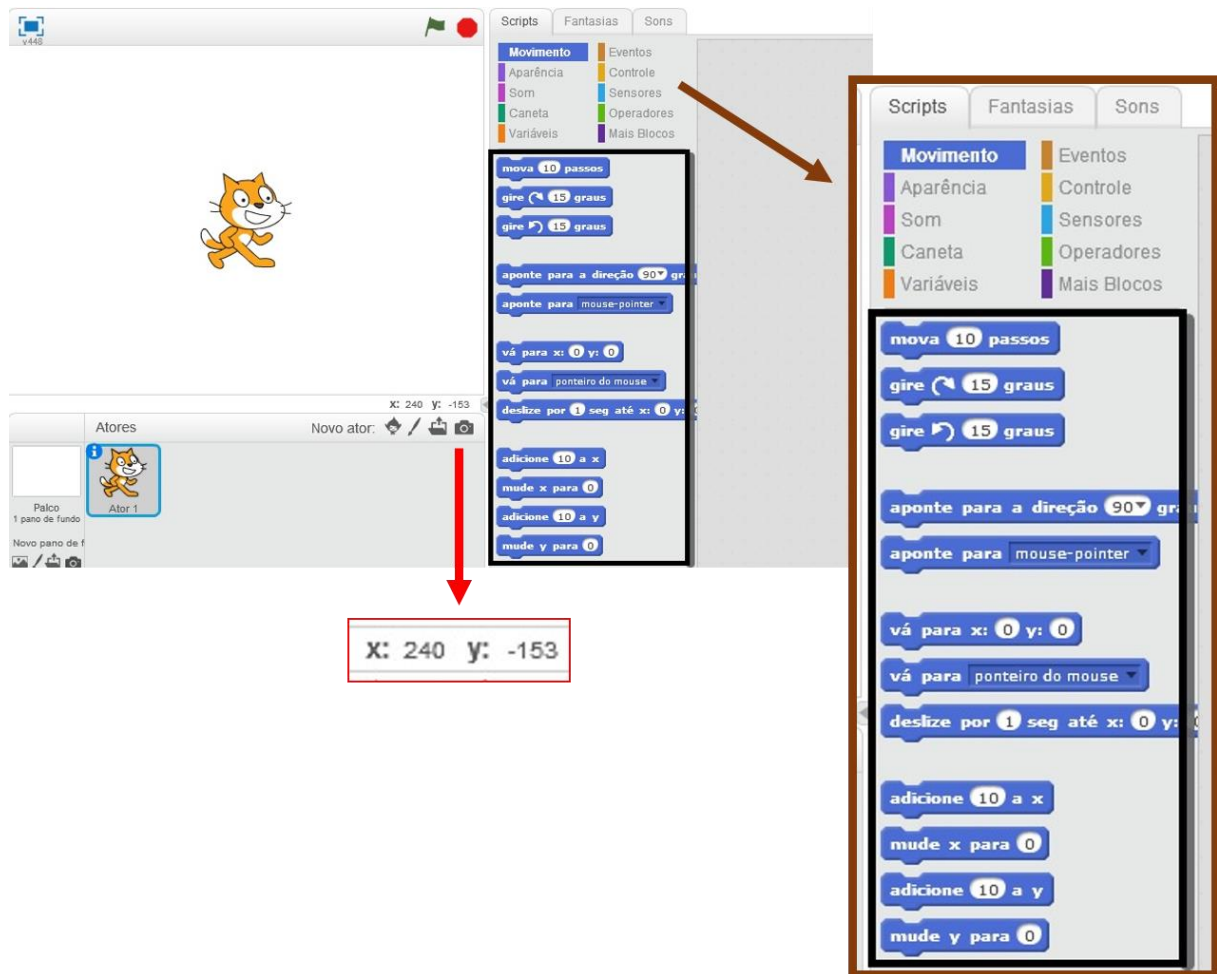 v448
Scripts Fantasias Sons
Movimento Eventos
Aparência Controle
Som Sensores
Caneta Operadores
Variáveis Mais Blocos
mova 10 passos
gire 15 graus
gire 15 graus
aponte para a direção 90 gra
aponte para mouse-pointer
vá para x: 0 y: 0
vá para ponteiro do mouse
deslize por 1 seg até x: 0 y:
adicione 10 a x
mude x para 0
adicione 10 a y
mude y para 0
x: 240 y: -153
Atores Novo ator:
Palco
1 pano de fundo
Ator 1
Novo pano de f
x: 240 y: -153
Scripts Fantasias Sons
Movimento Eventos
Aparência Controle
Som Sensores
Caneta Operadores
Variáveis Mais Blocos
mova 10 passos
gire 15 graus
gire 15 graus
aponte para a direção 90 gra
aponte para mouse-pointer
vá para x: 0 y: 0
vá para ponteiro do mouse
deslize por 1 seg até x: 0 y:
adicione 10 a x
mude x para 0
adicione 10 a y
mude y para 0